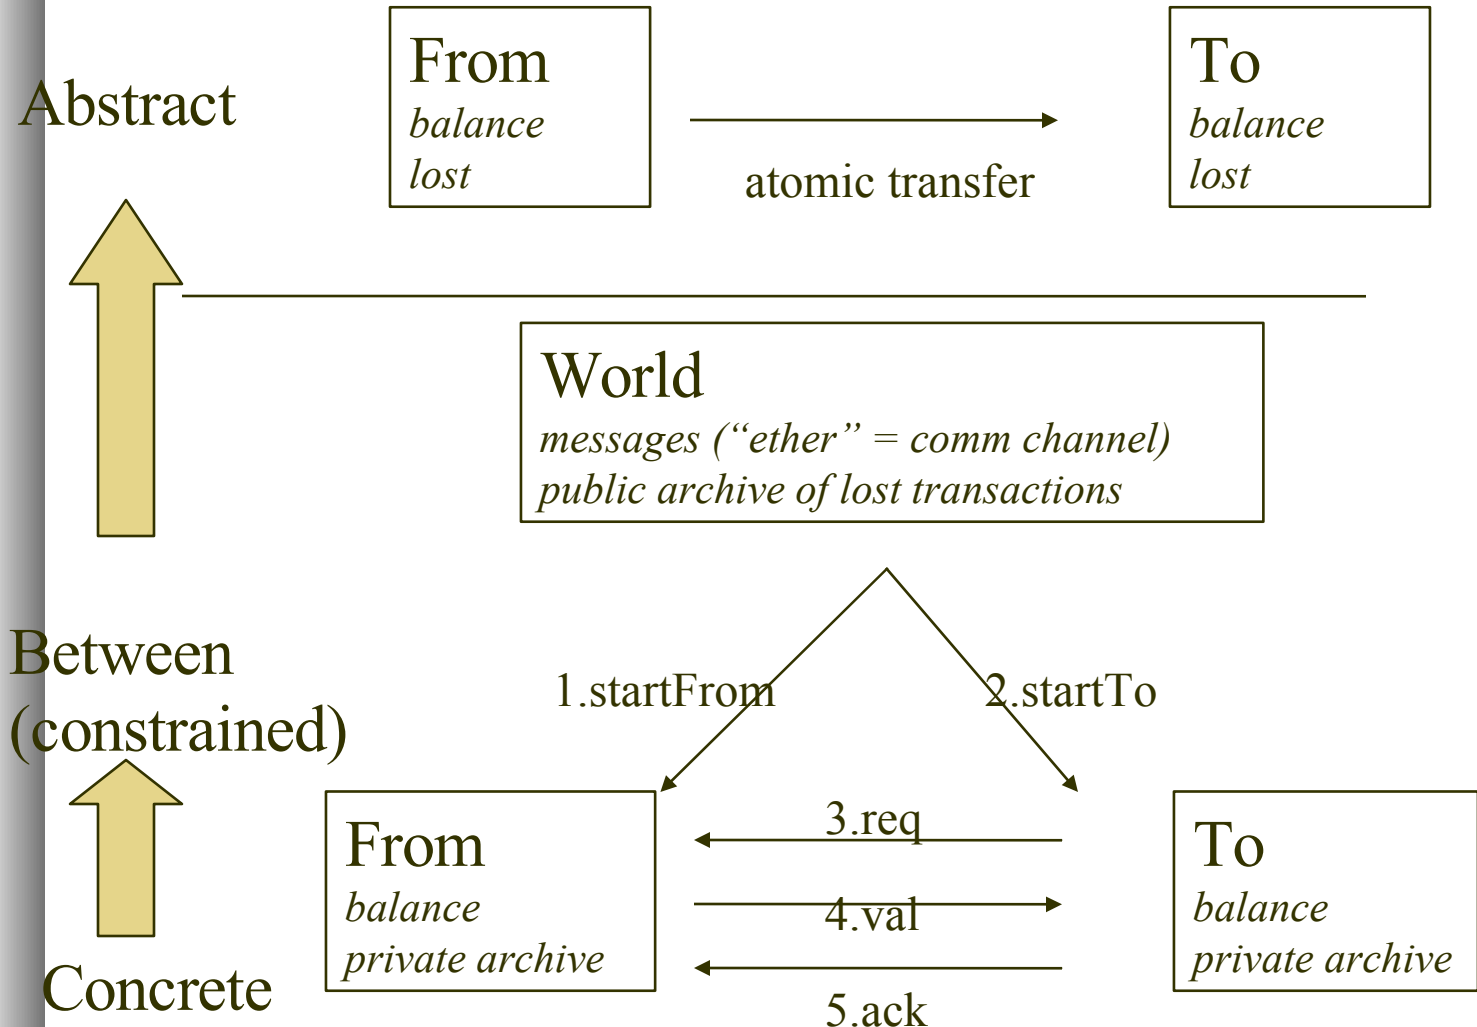 Abstract
From
balance
lost
atomic transfer
To
balance
lost
World
messages (“ether” = comm channel)
public archive of lost transactions
Between
(constrained)
1.startFrom
2.startTo
From
balance
private archive
3.req
4.val
5.ack
To
balance
private archive
Concrete